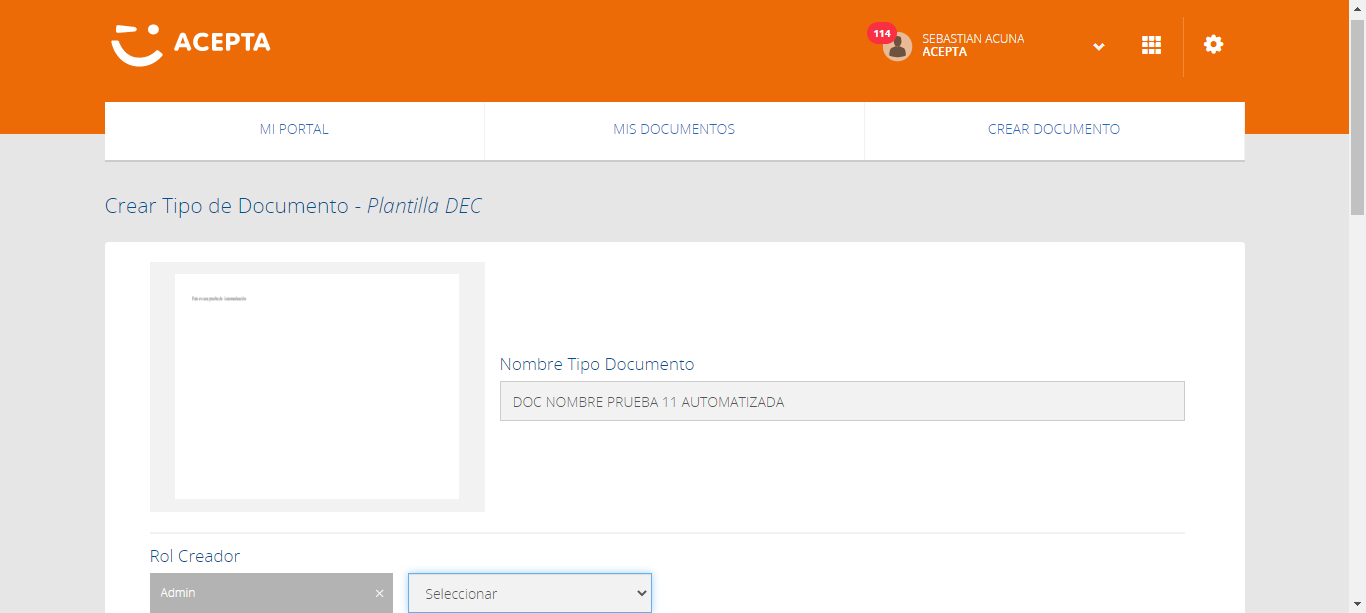 ACEPTA
114
SEBASTIAN ACUNA
ACEPTA
MI PORTAL
MIS DOCUMENTOS
CREAR DOCUMENTO
Crear Tipo de Documento - Plantilla DEC
Nombre Tipo Documento
DOC NOMBRE PRUEBA 11 AUTOMATIZADA
Rol Creador
Admin ×
Seleccionar